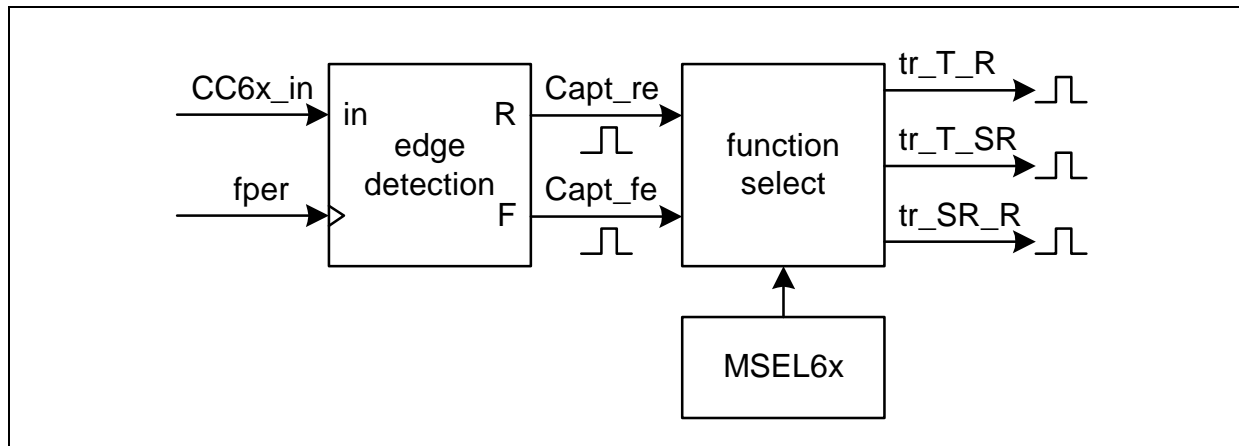 CC6x_in
fper
in
edge
detection
R
F
Capt_re
Capt_fe
function
select
MSEL6x
tr_T_R
tr_T_SR
tr_SR_R